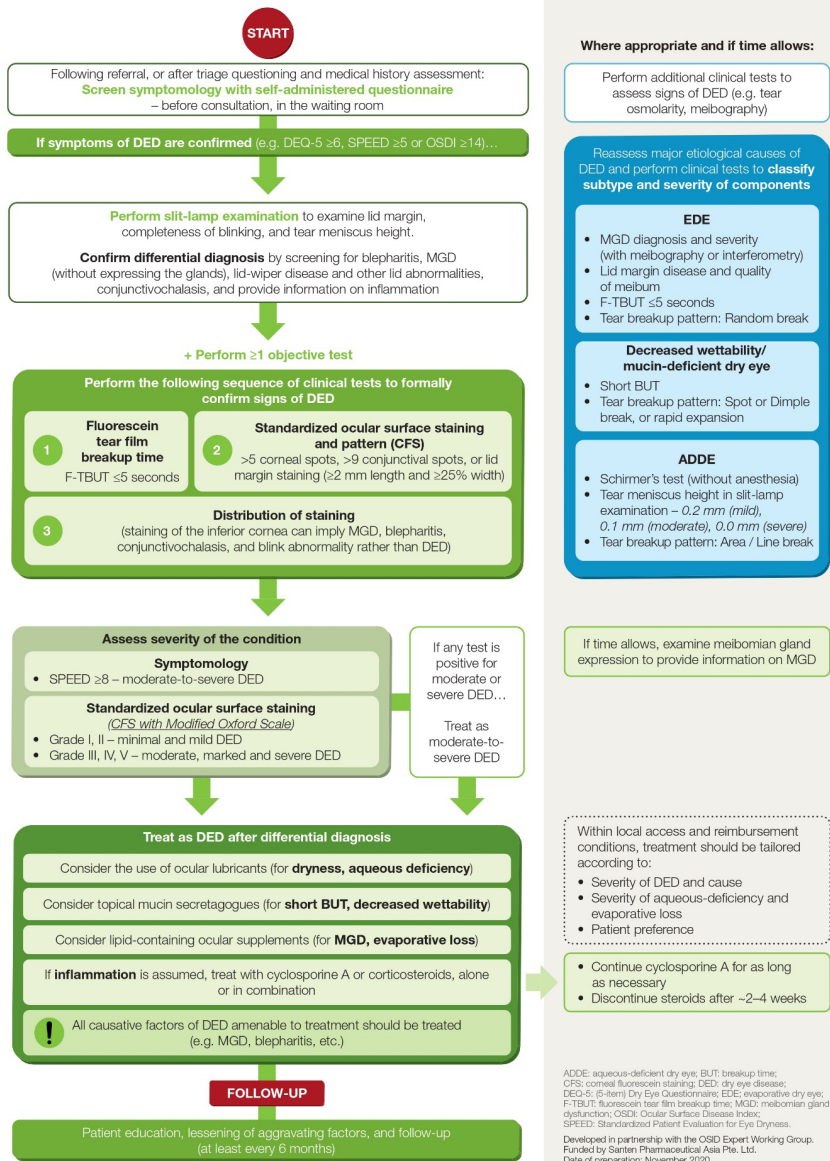 START
Following referral, or after triage questioning and medical history assessment:
Screen symptomology with self-administered questionnaire
– before consultation, in the waiting room
If symptoms of DED are confirmed (e.g. DEQ-5 ≥6, SPEED ≥5 or OSDI ≥14)…
Perform slit-lamp examination to examine lid margin,
completeness of blinking, and tear meniscus height.
Confirm differential diagnosis by screening for blepharitis, MGD
(without expressing the glands), lid-wiper disease and other lid abnormalities,
conjunctivochalasis, and provide information on inflammation
+ Perform ≥1 objective test
Perform the following sequence of clinical tests to formally
confirm signs of DED
1
Fluorescein
tear film
breakup time
F-TBUT ≤5 seconds
2
Standardized ocular surface staining
and pattern (CFS)
>5 corneal spots, >9 conjunctival spots, or lid
margin staining (≥2 mm length and ≥25% width)
3
Distribution of staining
(staining of the inferior cornea can imply MGD, blepharitis,
conjunctivochalasis, and blink abnormality rather than DED)
Assess severity of the condition
Symptomology
• SPEED ≥8 – moderate-to-severe DED
Standardized ocular surface staining
(CFS with Modified Oxford Scale)
• Grade I, II – minimal and mild DED
• Grade III, IV, V – moderate, marked and severe DED
If any test is
positive for
moderate or
severe DED…
Treat as
moderate-to-
severe DED
Treat as DED after differential diagnosis
Consider the use of ocular lubricants (for dryness, aqueous deficiency)
Consider topical mucin secretagogues (for short BUT, decreased wettability)
Consider lipid-containing ocular supplements (for MGD, evaporative loss)
If inflammation is assumed, treat with cyclosporine A or corticosteroids, alone
or in combination
! All causative factors of DED amenable to treatment should be treated
(e.g. MGD, blepharitis, etc.)
FOLLOW-UP
Patient education, lessening of aggravating factors, and follow-up
(at least every 6 months)
Where appropriate and if time allows:
Perform additional clinical tests to
assess signs of DED (e.g. tear
osmolarity, meibography)
Reassess major etiological causes of
DED and perform clinical tests to classify
subtype and severity of components
EDE
• MGD diagnosis and severity
(with meibography or interferometry)
• Lid margin disease and quality
of meibum
• F-TBUT ≤5 seconds
• Tear breakup pattern: Random break
Decreased wettability/
mucin-deficient dry eye
• Short BUT
• Tear breakup pattern: Spot or Dimple
break, or rapid expansion
ADDE
• Schirmer's test (without anesthesia)
• Tear meniscus height in slit-lamp
examination – 0.2 mm (mild),
0.1 mm (moderate), 0.0 mm (severe)
• Tear breakup pattern: Area / Line break
If time allows, examine meibomian gland
expression to provide information on MGD
Within local access and reimbursement
conditions, treatment should be tailored
according to:
• Severity of DED and cause
• Severity of aqueous-deficiency and
evaporative loss
• Patient preference
• Continue cyclosporine A for as long
as necessary
• Discontinue steroids after ~2–4 weeks
ADDE: aqueous-deficient dry eye; BUT: breakup time;
CFS: corneal fluorescein staining; DED: dry eye disease;
DEQ-5: (5-item) Dry Eye Questionnaire; EDE; evaporative dry eye;
F-TBUT: fluorescein tear film breakup time; MGD: meibomian gland
dysfunction; OSDI: Ocular Surface Disease Index;
SPEED: Standardized Patient Evaluation for Eye Dryness.
Developed in partnership with the OSID Expert Working Group.
Funded by Santen Pharmaceutical Asia Pte. Ltd.
Date of preparation: November 2020